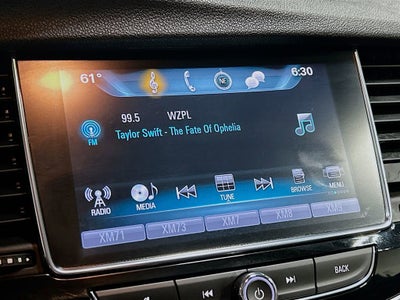 61° NE 6:30
99.5 WZPL
FM Taylor Swift - The Fate Of Ophelia
RADIO MEDIA TUNE BROWSE MENU
XM71 XM73 XM7 XM8 XM9
BACK